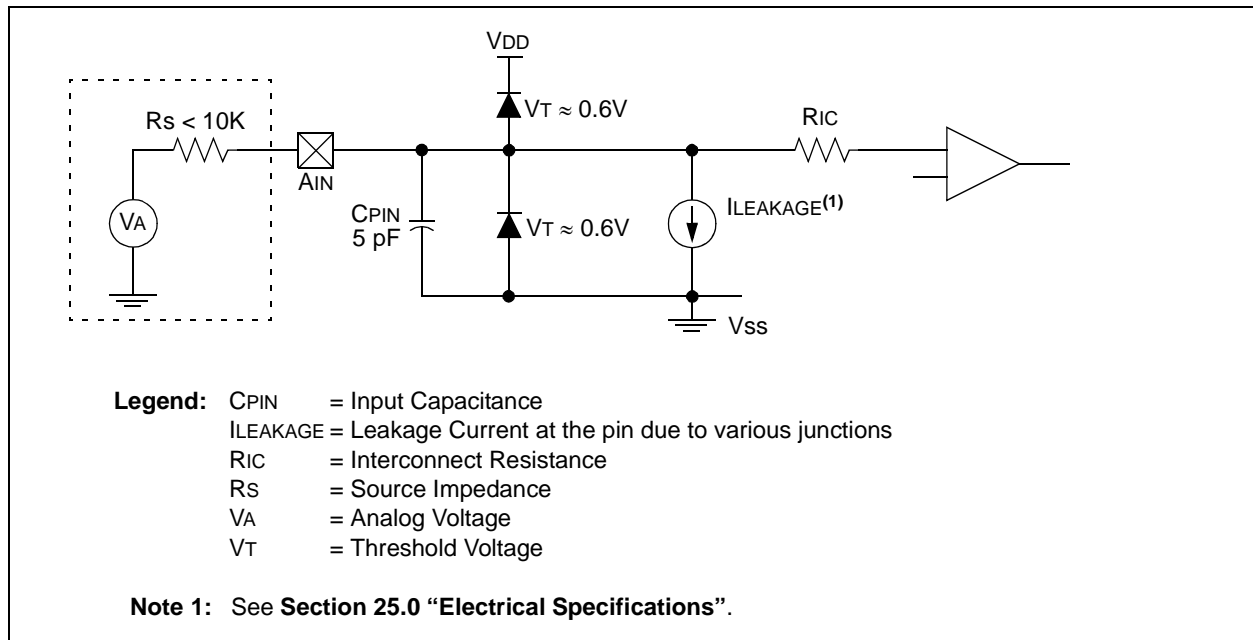 VDD
Rs < 10K
VT ≈ 0.6V
RIC
AIN
CPIN
5 pF
VA
VT ≈ 0.6V
ILEAKAGE(1)
Vss
Legend: CPIN = Input Capacitance
ILEAKAGE = Leakage Current at the pin due to various junctions
RIC = Interconnect Resistance
RS = Source Impedance
VA = Analog Voltage
VT = Threshold Voltage
Note 1: See Section 25.0 “Electrical Specifications”.